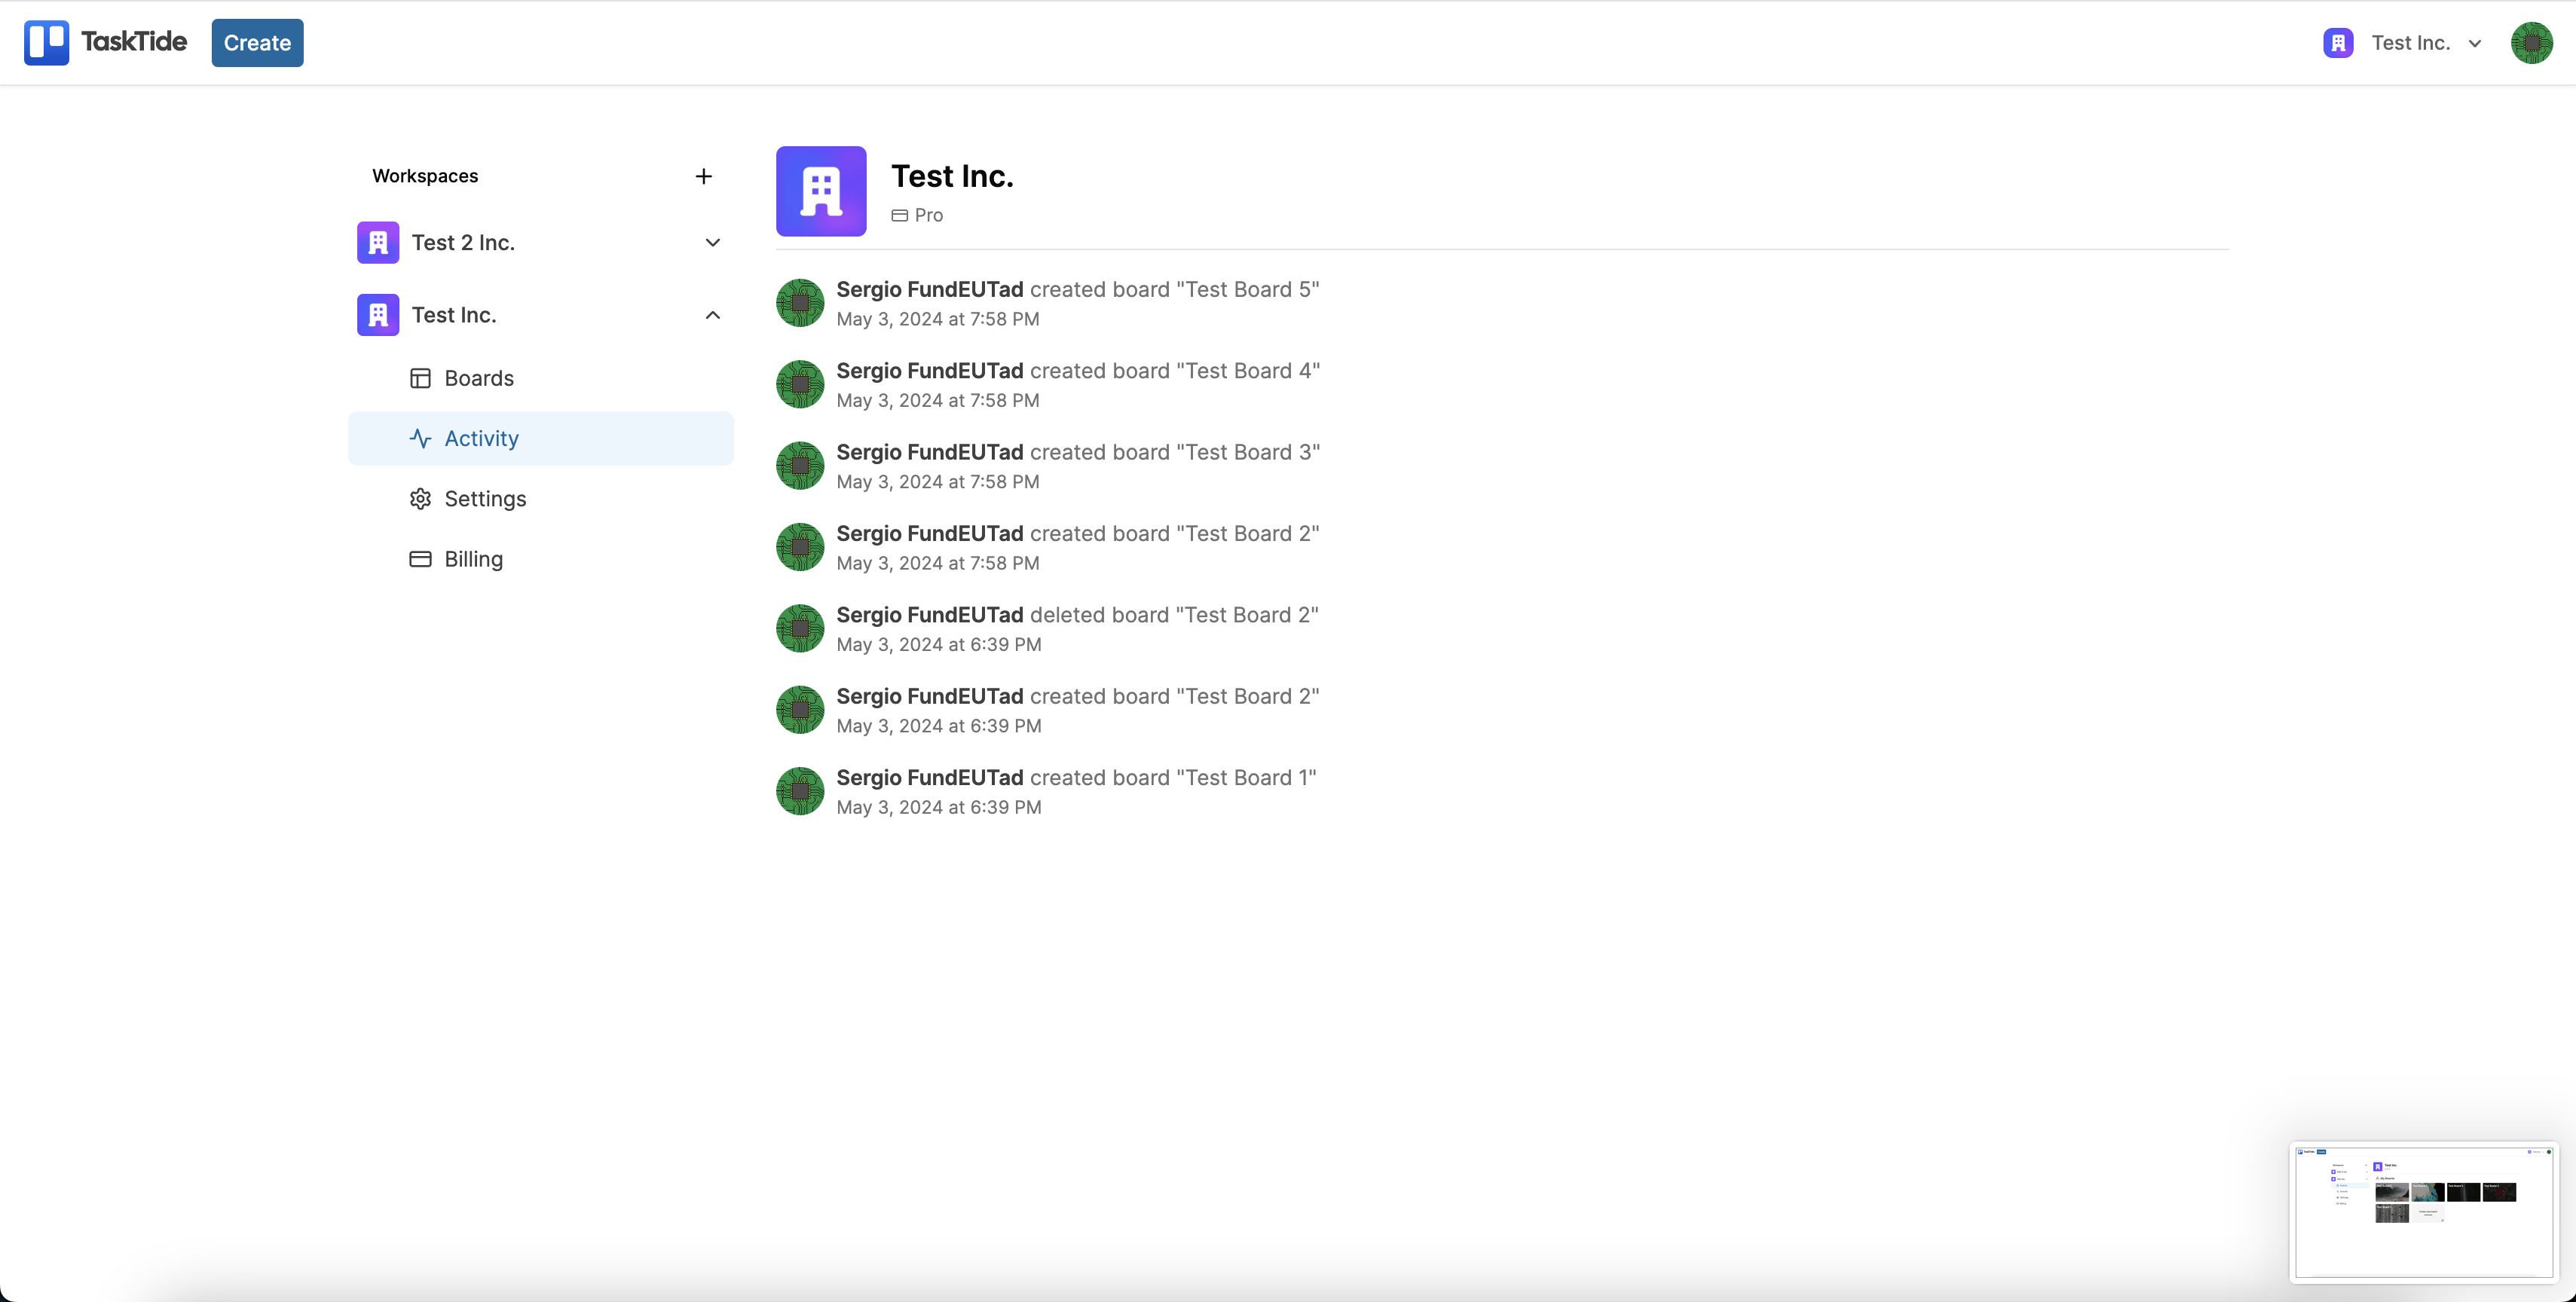 TaskTide
Create
Test Inc.
Workspaces
Test 2 Inc.
Test Inc.
Boards
Activity
Settings
Billing
Test Inc.
Pro
Sergio FundEUTad created board "Test Board 5"
May 3, 2024 at 7:58 PM
Sergio FundEUTad created board "Test Board 4"
May 3, 2024 at 7:58 PM
Sergio FundEUTad created board "Test Board 3"
May 3, 2024 at 7:58 PM
Sergio FundEUTad created board "Test Board 2"
May 3, 2024 at 7:58 PM
Sergio FundEUTad deleted board "Test Board 2"
May 3, 2024 at 6:39 PM
Sergio FundEUTad created board "Test Board 2"
May 3, 2024 at 6:39 PM
Sergio FundEUTad created board "Test Board 1"
May 3, 2024 at 6:39 PM